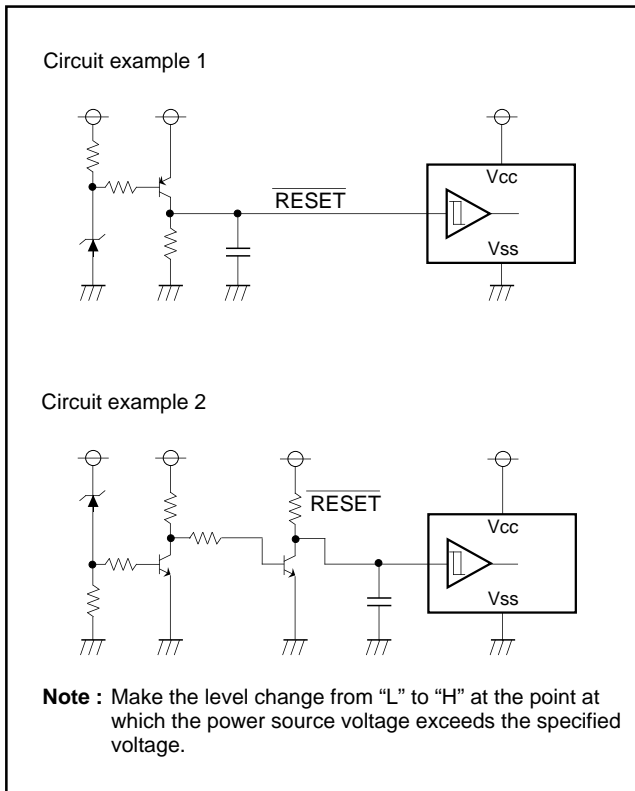 Circuit example 1
RESET
Vcc
Vss
Circuit example 2
RESET
Vcc
Vss
Note : Make the level change from “L” to “H” at the point at
which the power source voltage exceeds the specified
voltage.